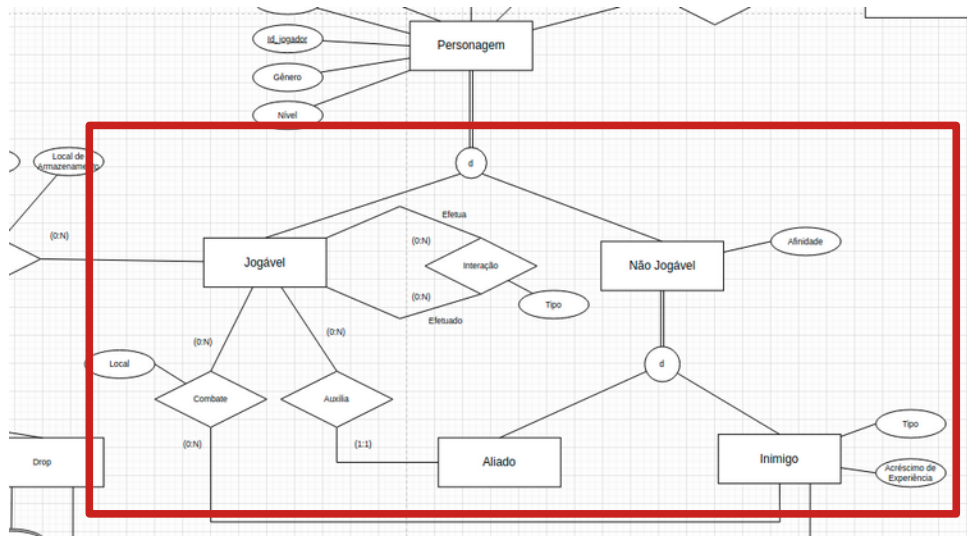 Personagem
Id_jogador
Gênero
Nível
d
Local de
Armazenamento
(0:N)
Jogável
Efetua
(0:N)
Interação
(0:N)
Efetuado
Tipo
Não Jogável
Afinidade
(0:N)
(0:N)
d
Local
Combate
Auxilia
(0:N)
(1:1)
Drop
Aliado
Inimigo
Tipo
Acréscimo de
Experiência